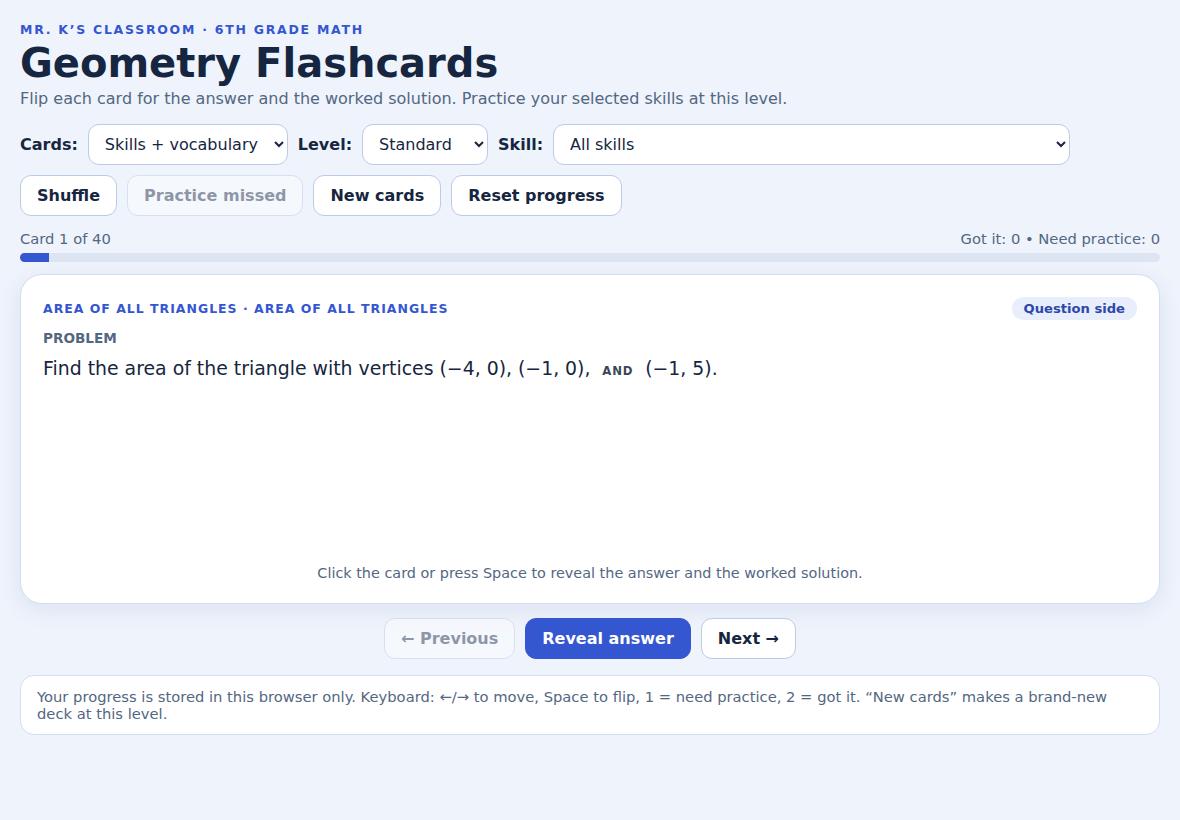 MR. K’S CLASSROOM · 6TH GRADE MATH
Geometry Flashcards
Flip each card for the answer and the worked solution. Practice your selected skills at this level.
Cards: Skills + vocabulary Level: Standard Skill: All skills
Shuffle Practice missed New cards Reset progress
Card 1 of 40 Got it: 0 • Need practice: 0
AREA OF ALL TRIANGLES · AREA OF ALL TRIANGLES Question side
PROBLEM
Find the area of the triangle with vertices (−4, 0), (−1, 0), AND (−1, 5).
Click the card or press Space to reveal the answer and the worked solution.
← Previous Reveal answer Next →
Your progress is stored in this browser only. Keyboard: ←/→ to move, Space to flip, 1 = need practice, 2 = got it. “New cards” makes a brand-new
deck at this level.